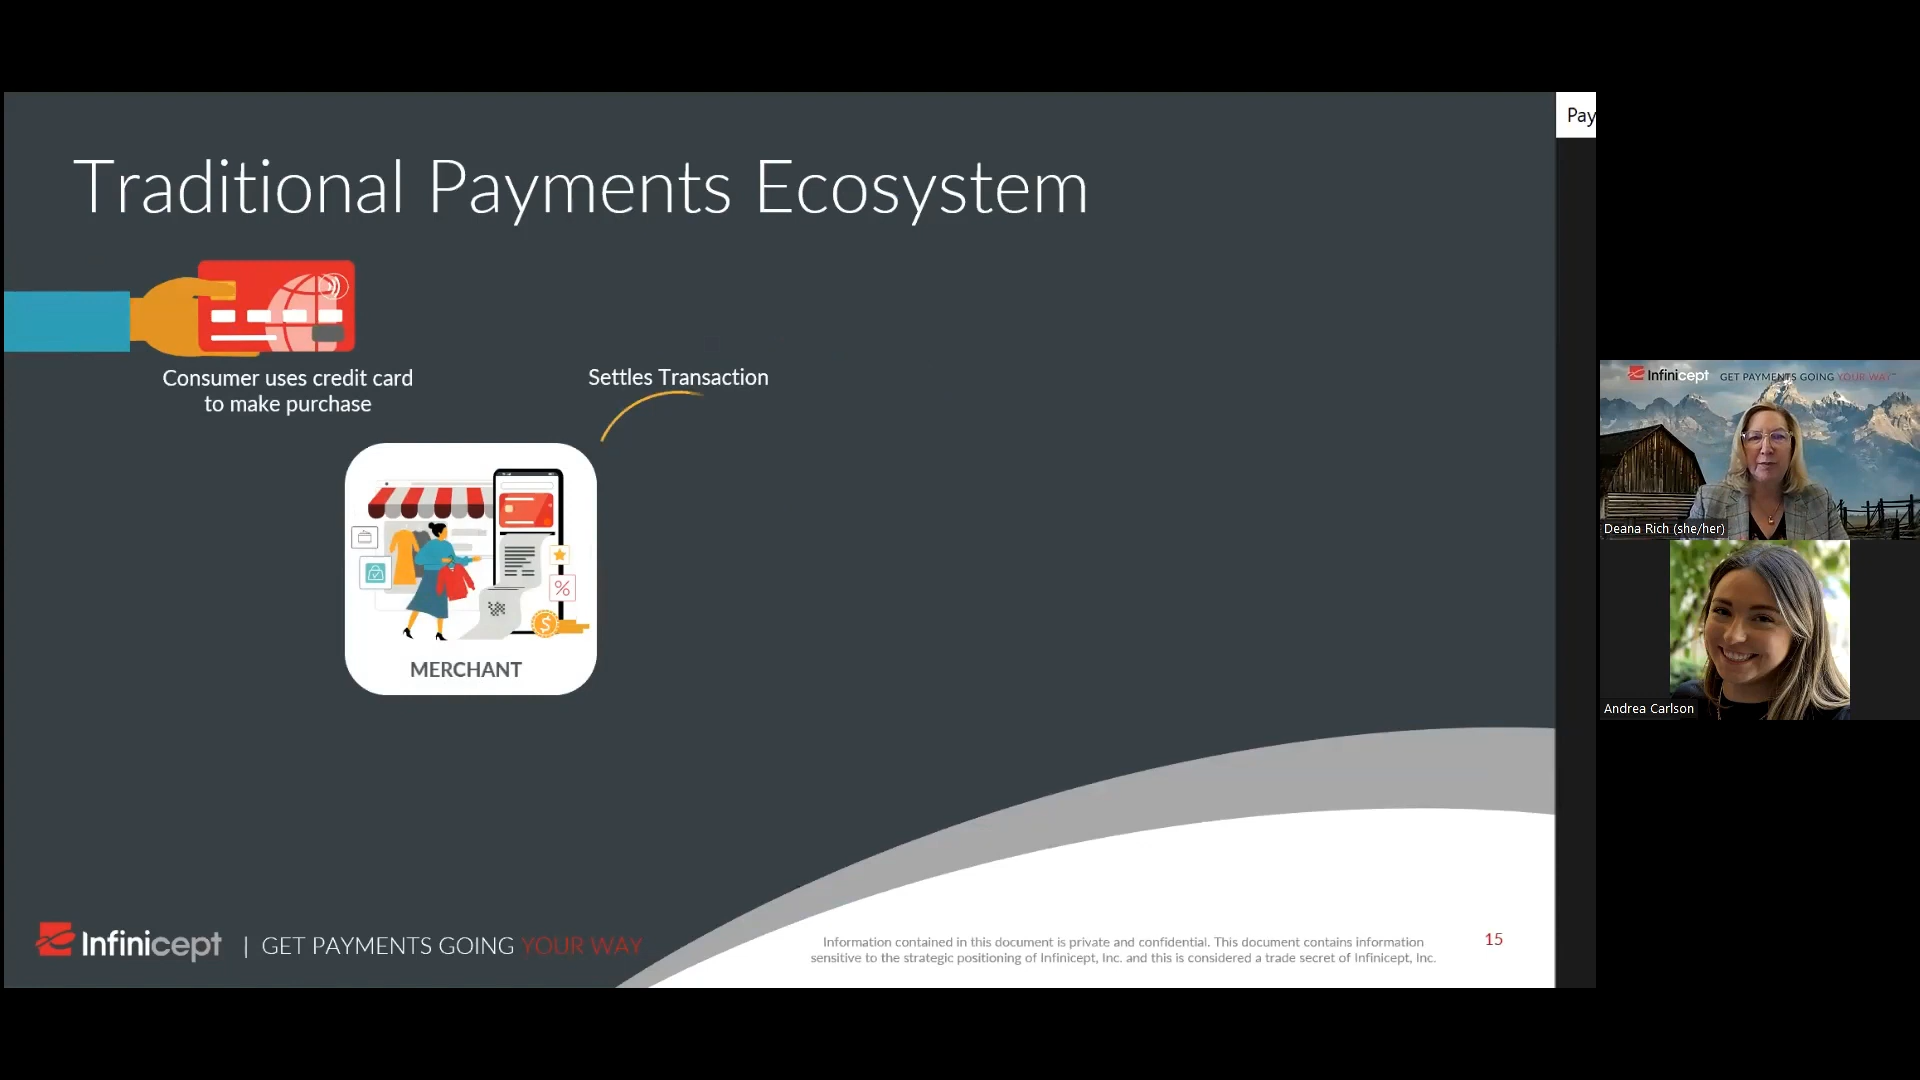 Pay
Traditional Payments Ecosystem
Consumer uses credit card
to make purchase
Settles Transaction
%
$
MERCHANT
Infinicept | GET PAYMENTS GOING YOUR WAY
Information contained in this document is private and confidential. This document contains information
sensitive to the strategic positioning of Infinicept, Inc. and this is considered a trade secret of Infinicept, Inc.
15
Infinicept GET PAYMENTS GOING YOUR WAY
Deana Rich (she/her)
Andrea Carlson